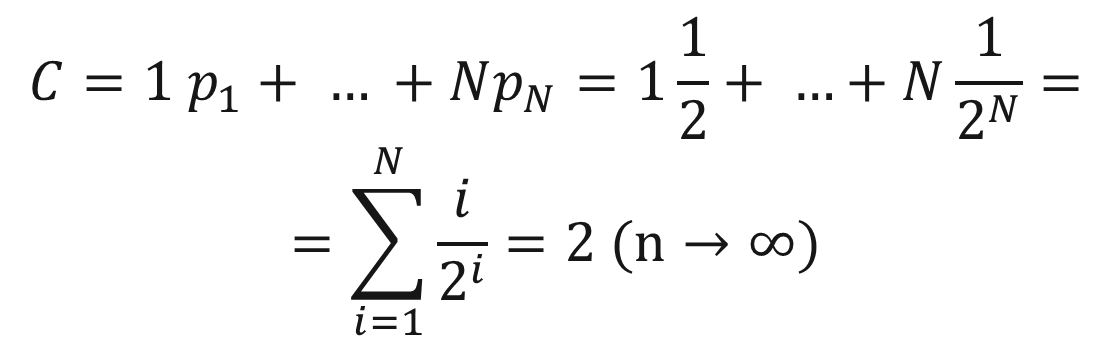 C = 1 p₁ + ... + Np_N = 1 1/2 + ... + N 1/2^N =
= ∑_{i=1}^{N} i/2^i = 2 (n → ∞)